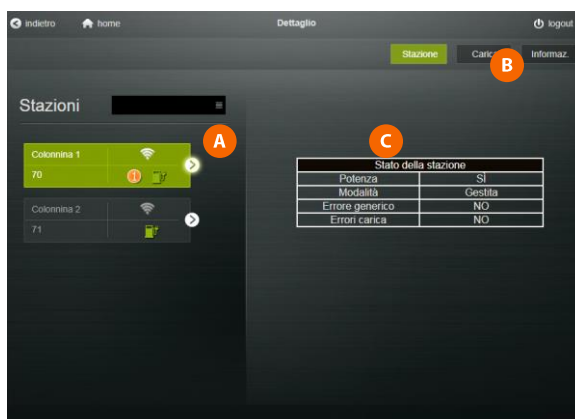 indietro home Dettaglio logout
Stazione Carica Informaz.
B
Stazioni
A
C
Colonnina 1
70
Colonnina 2
71
Stato della stazione
Potenza SÌ
Modalità Gestita
Errore generico NO
Errori carica NO